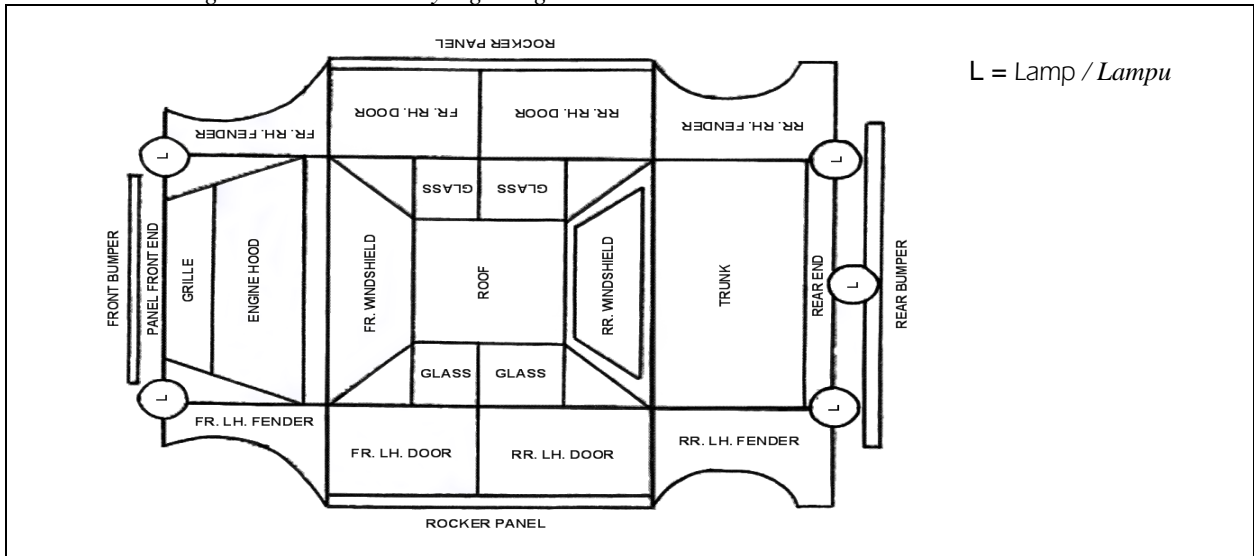 ROCKER PANEL
L = Lamp / Lampu
FR. RH. DOOR
RR. RH. DOOR
FR. RH. FENDER
RR. RH. FENDER
L
L
GLASS
GLASS
FRONT BUMPER
PANEL FRONT END
GRILLE
ENGINE HOOD
FR. WINDSHIELD
ROOF
RR. WINDSHIELD
TRUNK
REAR END
L
REAR BUMPER
GLASS
GLASS
L
L
FR. LH. FENDER
RR. LH. FENDER
FR. LH. DOOR
RR. LH. DOOR
ROCKER PANEL